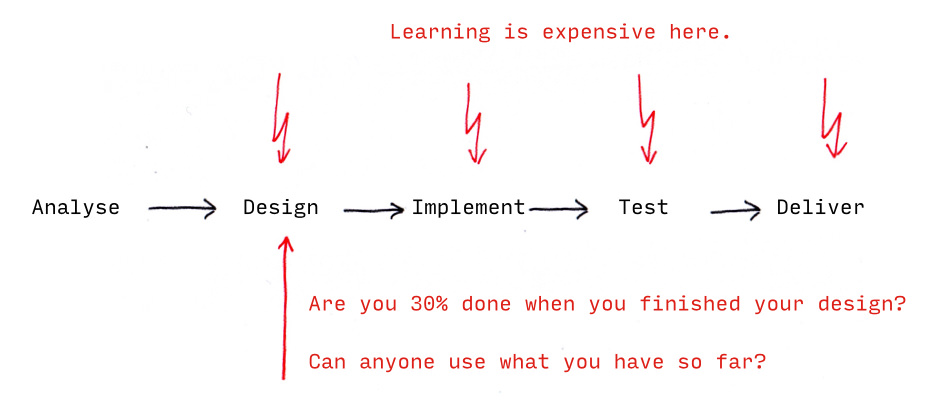 Learning is expensive here.
Analyse Design Implement Test Deliver
Are you 30% done when you finished your design?
Can anyone use what you have so far?